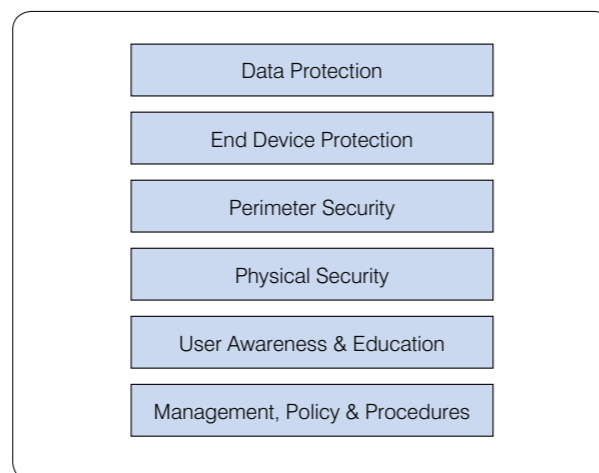 Data Protection
End Device Protection
Perimeter Security
Physical Security
User Awareness & Education
Management, Policy & Procedures